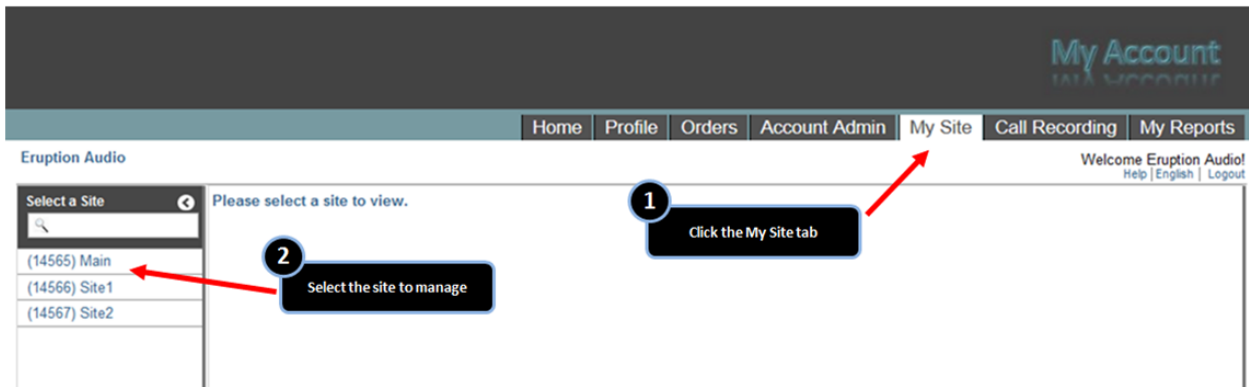 My Account
Home Profile Orders Account Admin My Site Call Recording My Reports
Eruption Audio
Welcome Eruption Audio!
Help | English | Logout
Select a Site
Please select a site to view.
1
Click the My Site tab
(14565) Main
2
Select the site to manage
(14566) Site1
(14567) Site2